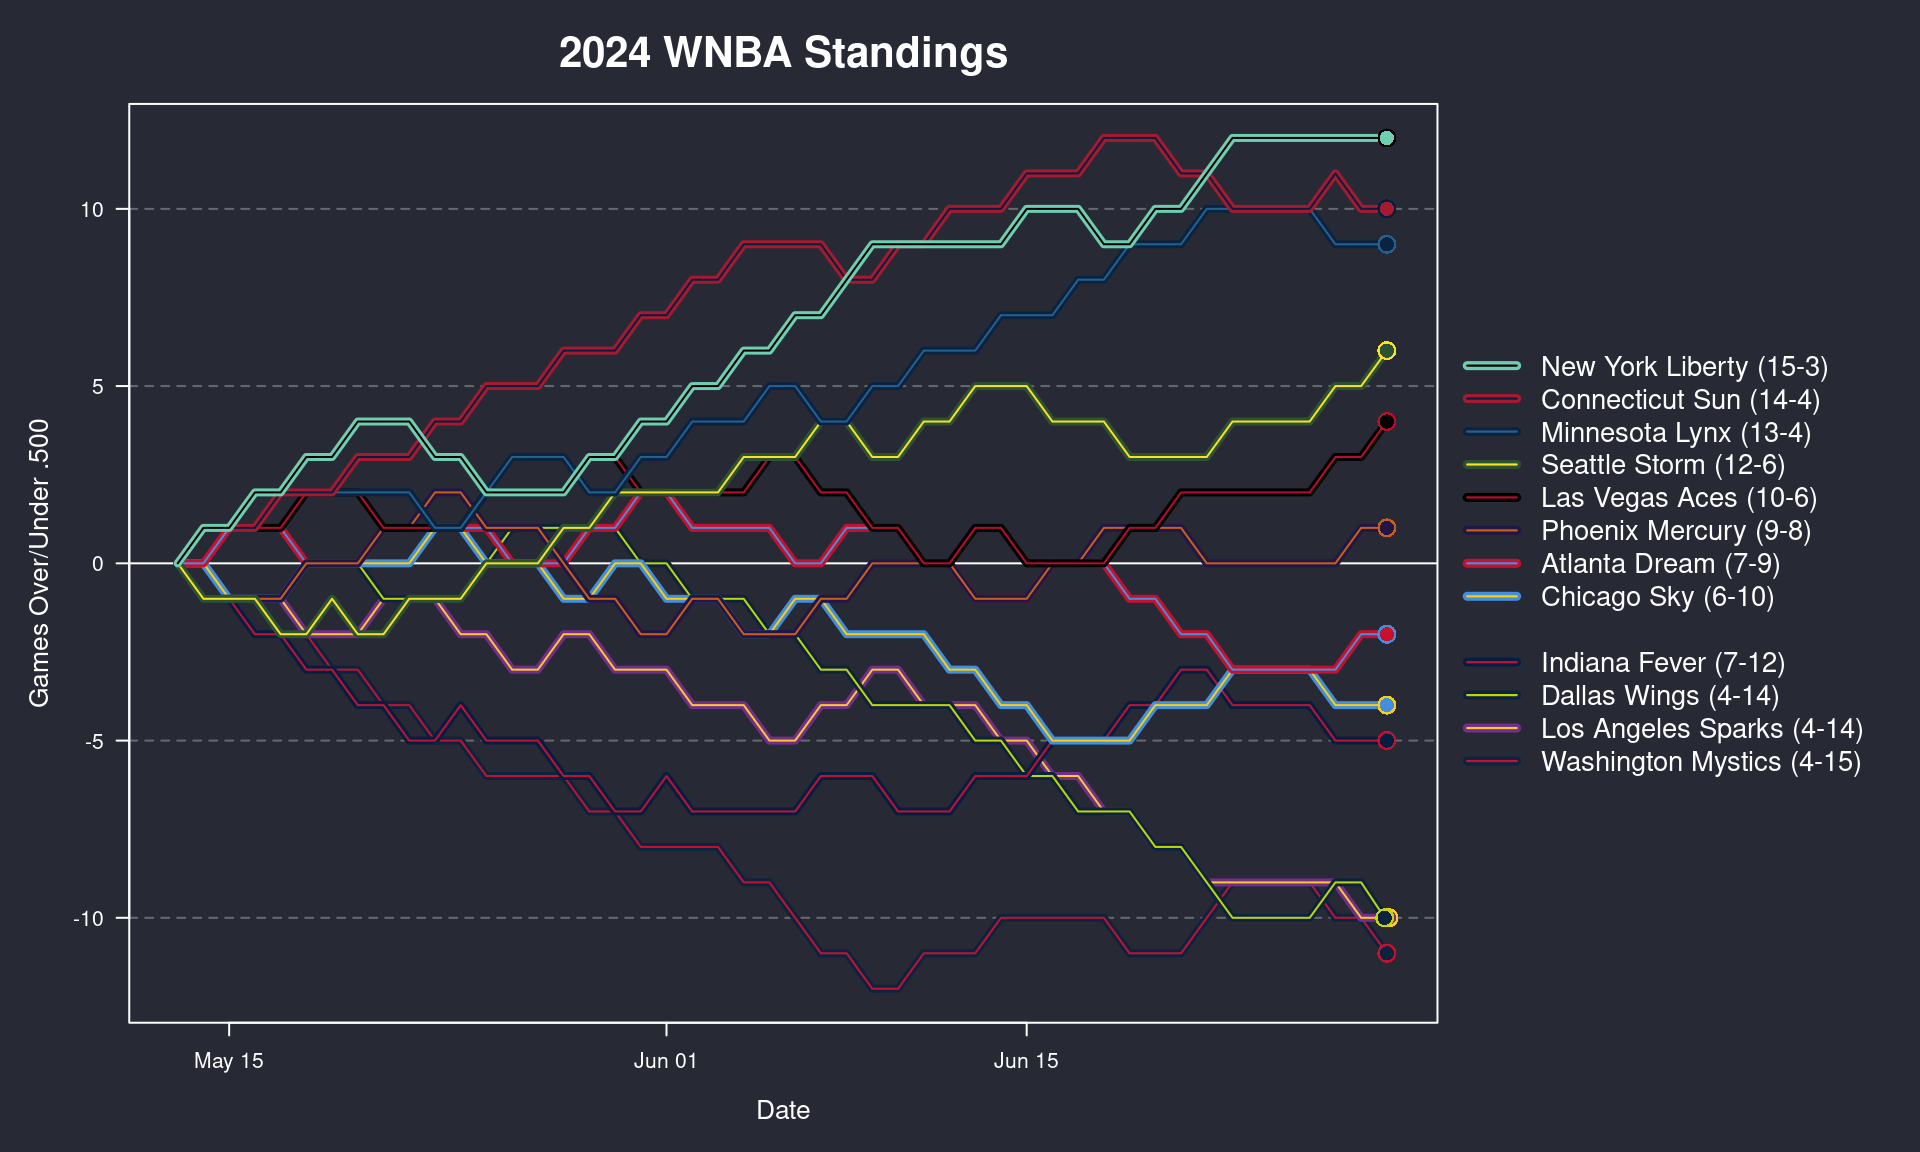 2024 WNBA Standings
Games Over/Under .500
10
5
0
-5
-10
May 15
Jun 01
Jun 15
Date
New York Liberty (15-3)
Connecticut Sun (14-4)
Minnesota Lynx (13-4)
Seattle Storm (12-6)
Las Vegas Aces (10-6)
Phoenix Mercury (9-8)
Atlanta Dream (7-9)
Chicago Sky (6-10)
Indiana Fever (7-12)
Dallas Wings (4-14)
Los Angeles Sparks (4-14)
Washington Mystics (4-15)